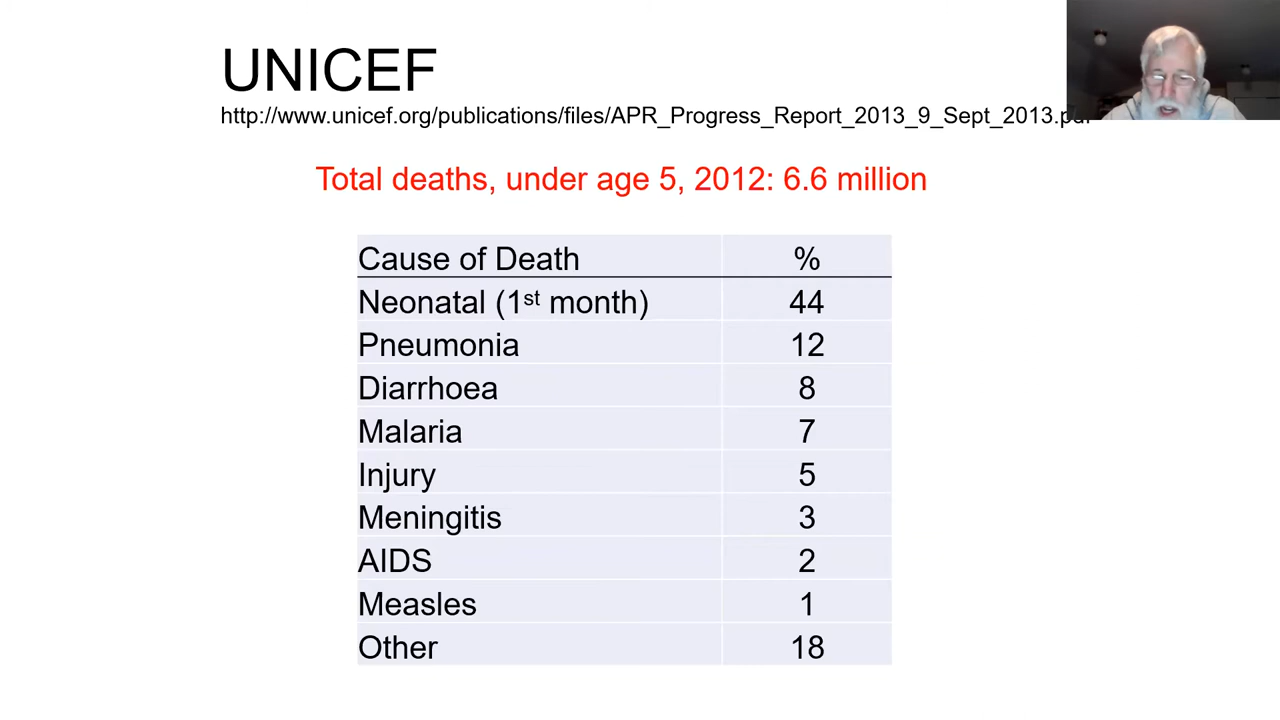 UNICEF
http://www.unicef.org/publications/files/APR_Progress_Report_2013_9_Sept_2013.pdf
Total deaths, under age 5, 2012: 6.6 million
Cause of Death %
Neonatal (1st month) 44
Pneumonia 12
Diarrhoea 8
Malaria 7
Injury 5
Meningitis 3
AIDS 2
Measles 1
Other 18